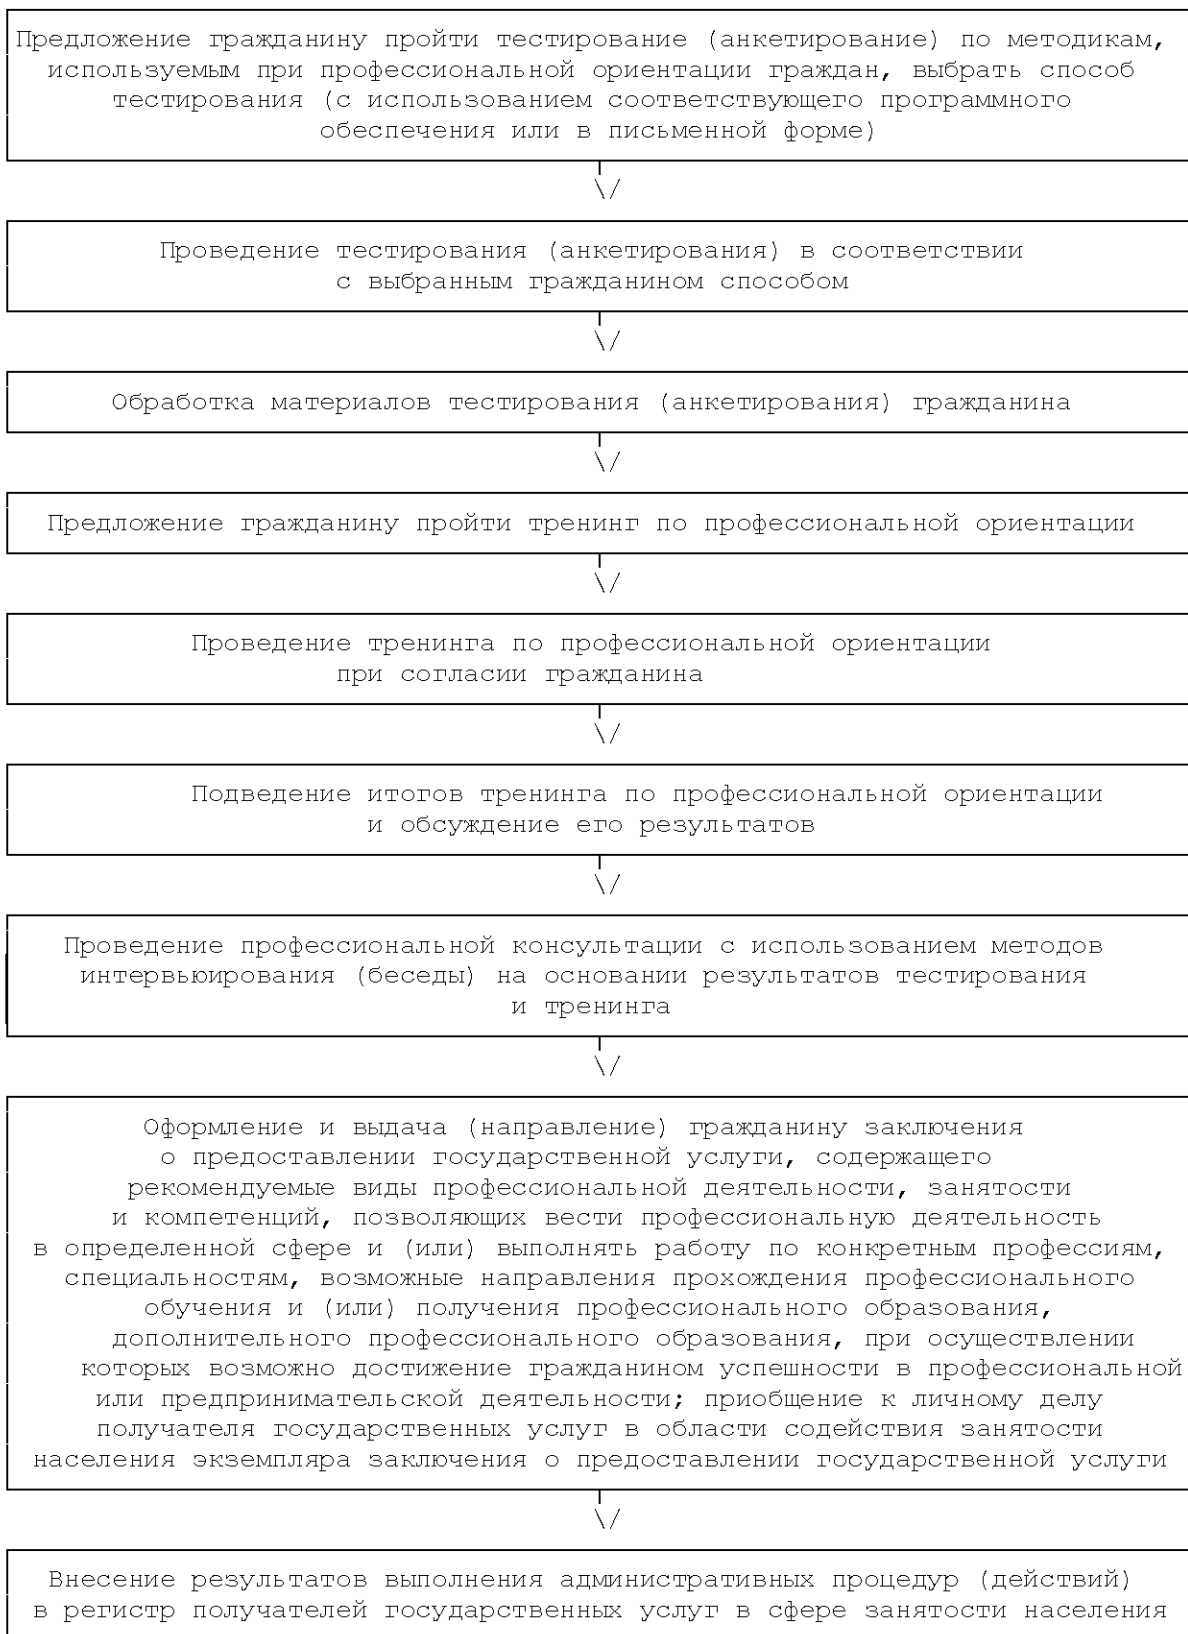 Предложение гражданину пройти тестирование (анкетирование) по методикам,
используемым при профессиональной ориентации граждан, выбрать способ
тестирования (с использованием соответствующего программного
обеспечения или в письменной форме)
\/
Проведение тестирования (анкетирования) в соответствии
с выбранным гражданином способом
\/
Обработка материалов тестирования (анкетирования) гражданина
\/
Предложение гражданину пройти тренинг по профессиональной ориентации
\/
Проведение тренинга по профессиональной ориентации
при согласии гражданина
\/
Подведение итогов тренинга по профессиональной ориентации
и обсуждение его результатов
\/
Проведение профессиональной консультации с использованием методов
интервьюирования (беседы) на основании результатов тестирования
и тренинга
\/
Оформление и выдача (направление) гражданину заключения
о предоставлении государственной услуги, содержащего
рекомендуемые виды профессиональной деятельности, занятости
и компетенций, позволяющих вести профессиональную деятельность
в определенной сфере и (или) выполнять работу по конкретным профессиям,
специальностям, возможные направления прохождения профессионального
обучения и (или) получения профессионального образования,
дополнительного профессионального образования, при осуществлении
которых возможно достижение гражданином успешности в профессиональной
или предпринимательской деятельности; приобщение к личному делу
получателя государственных услуг в области содействия занятости
населения экземпляра заключения о предоставлении государственной услуги
\/
Внесение результатов выполнения административных процедур (действий)
в регистр получателей государственных услуг в сфере занятости населения